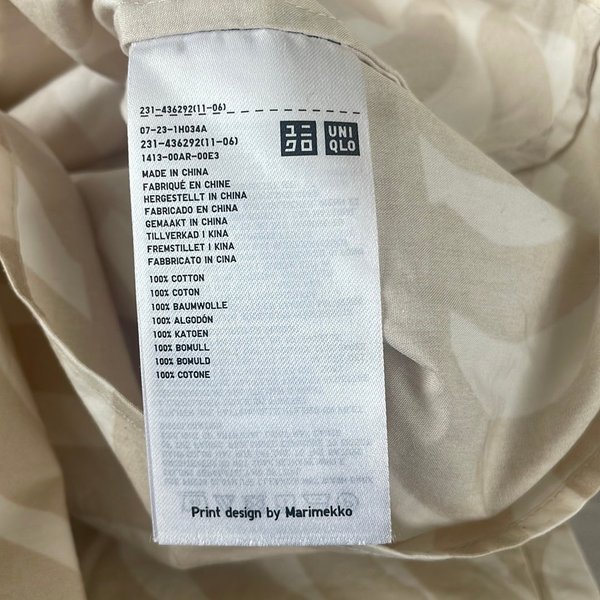 231-436292(11-06)
07-23-1H034A
231-436292(11-06)
1413-00AR-00E3
ユニ
クロ
UNI
QLO
MADE IN CHINA
FABRIQUÉ EN CHINE
HERGESTELLT IN CHINA
FABRICADO EN CHINA
GEMAAKT IN CHINA
TILLVERKAD I KINA
FREMSTILLET I KINA
FABBRICATO IN CINA
100% COTTON
100% COTON
100% BAUMWOLLE
100% ALGODÓN
100% KATOEN
100% BOMULL
100% BOMULD
100% COTONE
Print design by Marimekko